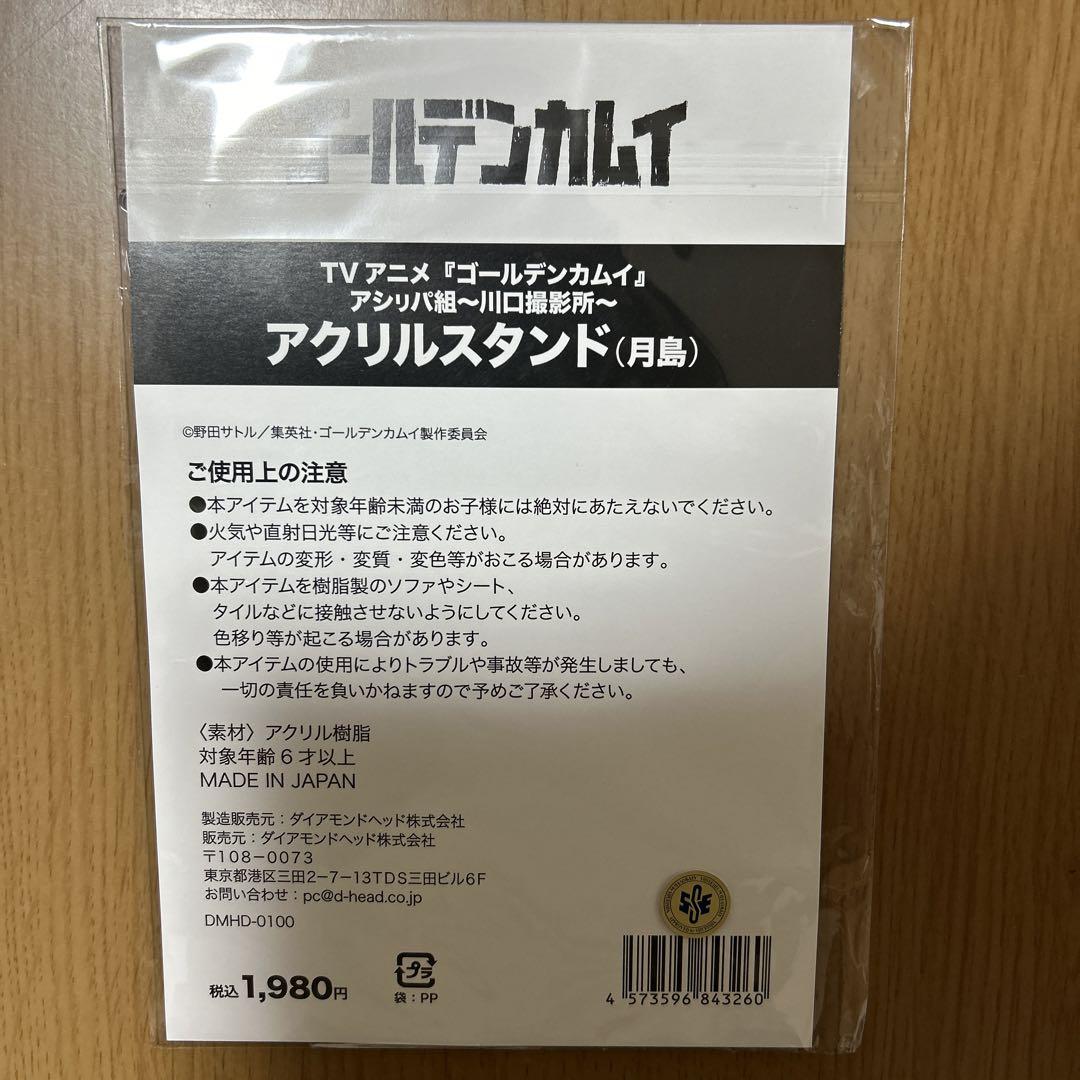 ールデンカムイ
TVアニメ『ゴールデンカムイ』
アシㇼパ組～川口撮影所～
アクリルスタンド（月島）
©野田サトル／集英社・ゴールデンカムイ製作委員会
ご使用上の注意
●本アイテムを対象年齢未満のお子様には絶対にあたえないでください。
●火気や直射日光等にご注意ください。
アイテムの変形・変質・変色等がおこる場合があります。
●本アイテムを樹脂製のソファやシート、
タイルなどに接触させないようにしてください。
色移り等が起こる場合があります。
●本アイテムの使用によりトラブルや事故等が発生しましても、
一切の責任を負いかねますので予めご了承ください。
〈素材〉アクリル樹脂
対象年齢6才以上
MADE IN JAPAN
製造販売元：ダイアモンドヘッド株式会社
販売元：ダイアモンドヘッド株式会社
〒108-0073
東京都港区三田2-7-13TDS三田ビル6F
お問い合わせ：pc@d-head.co.jp
DMHD-0100
税込1,980円
プラ
袋：PP
SSE
4 573596 843260